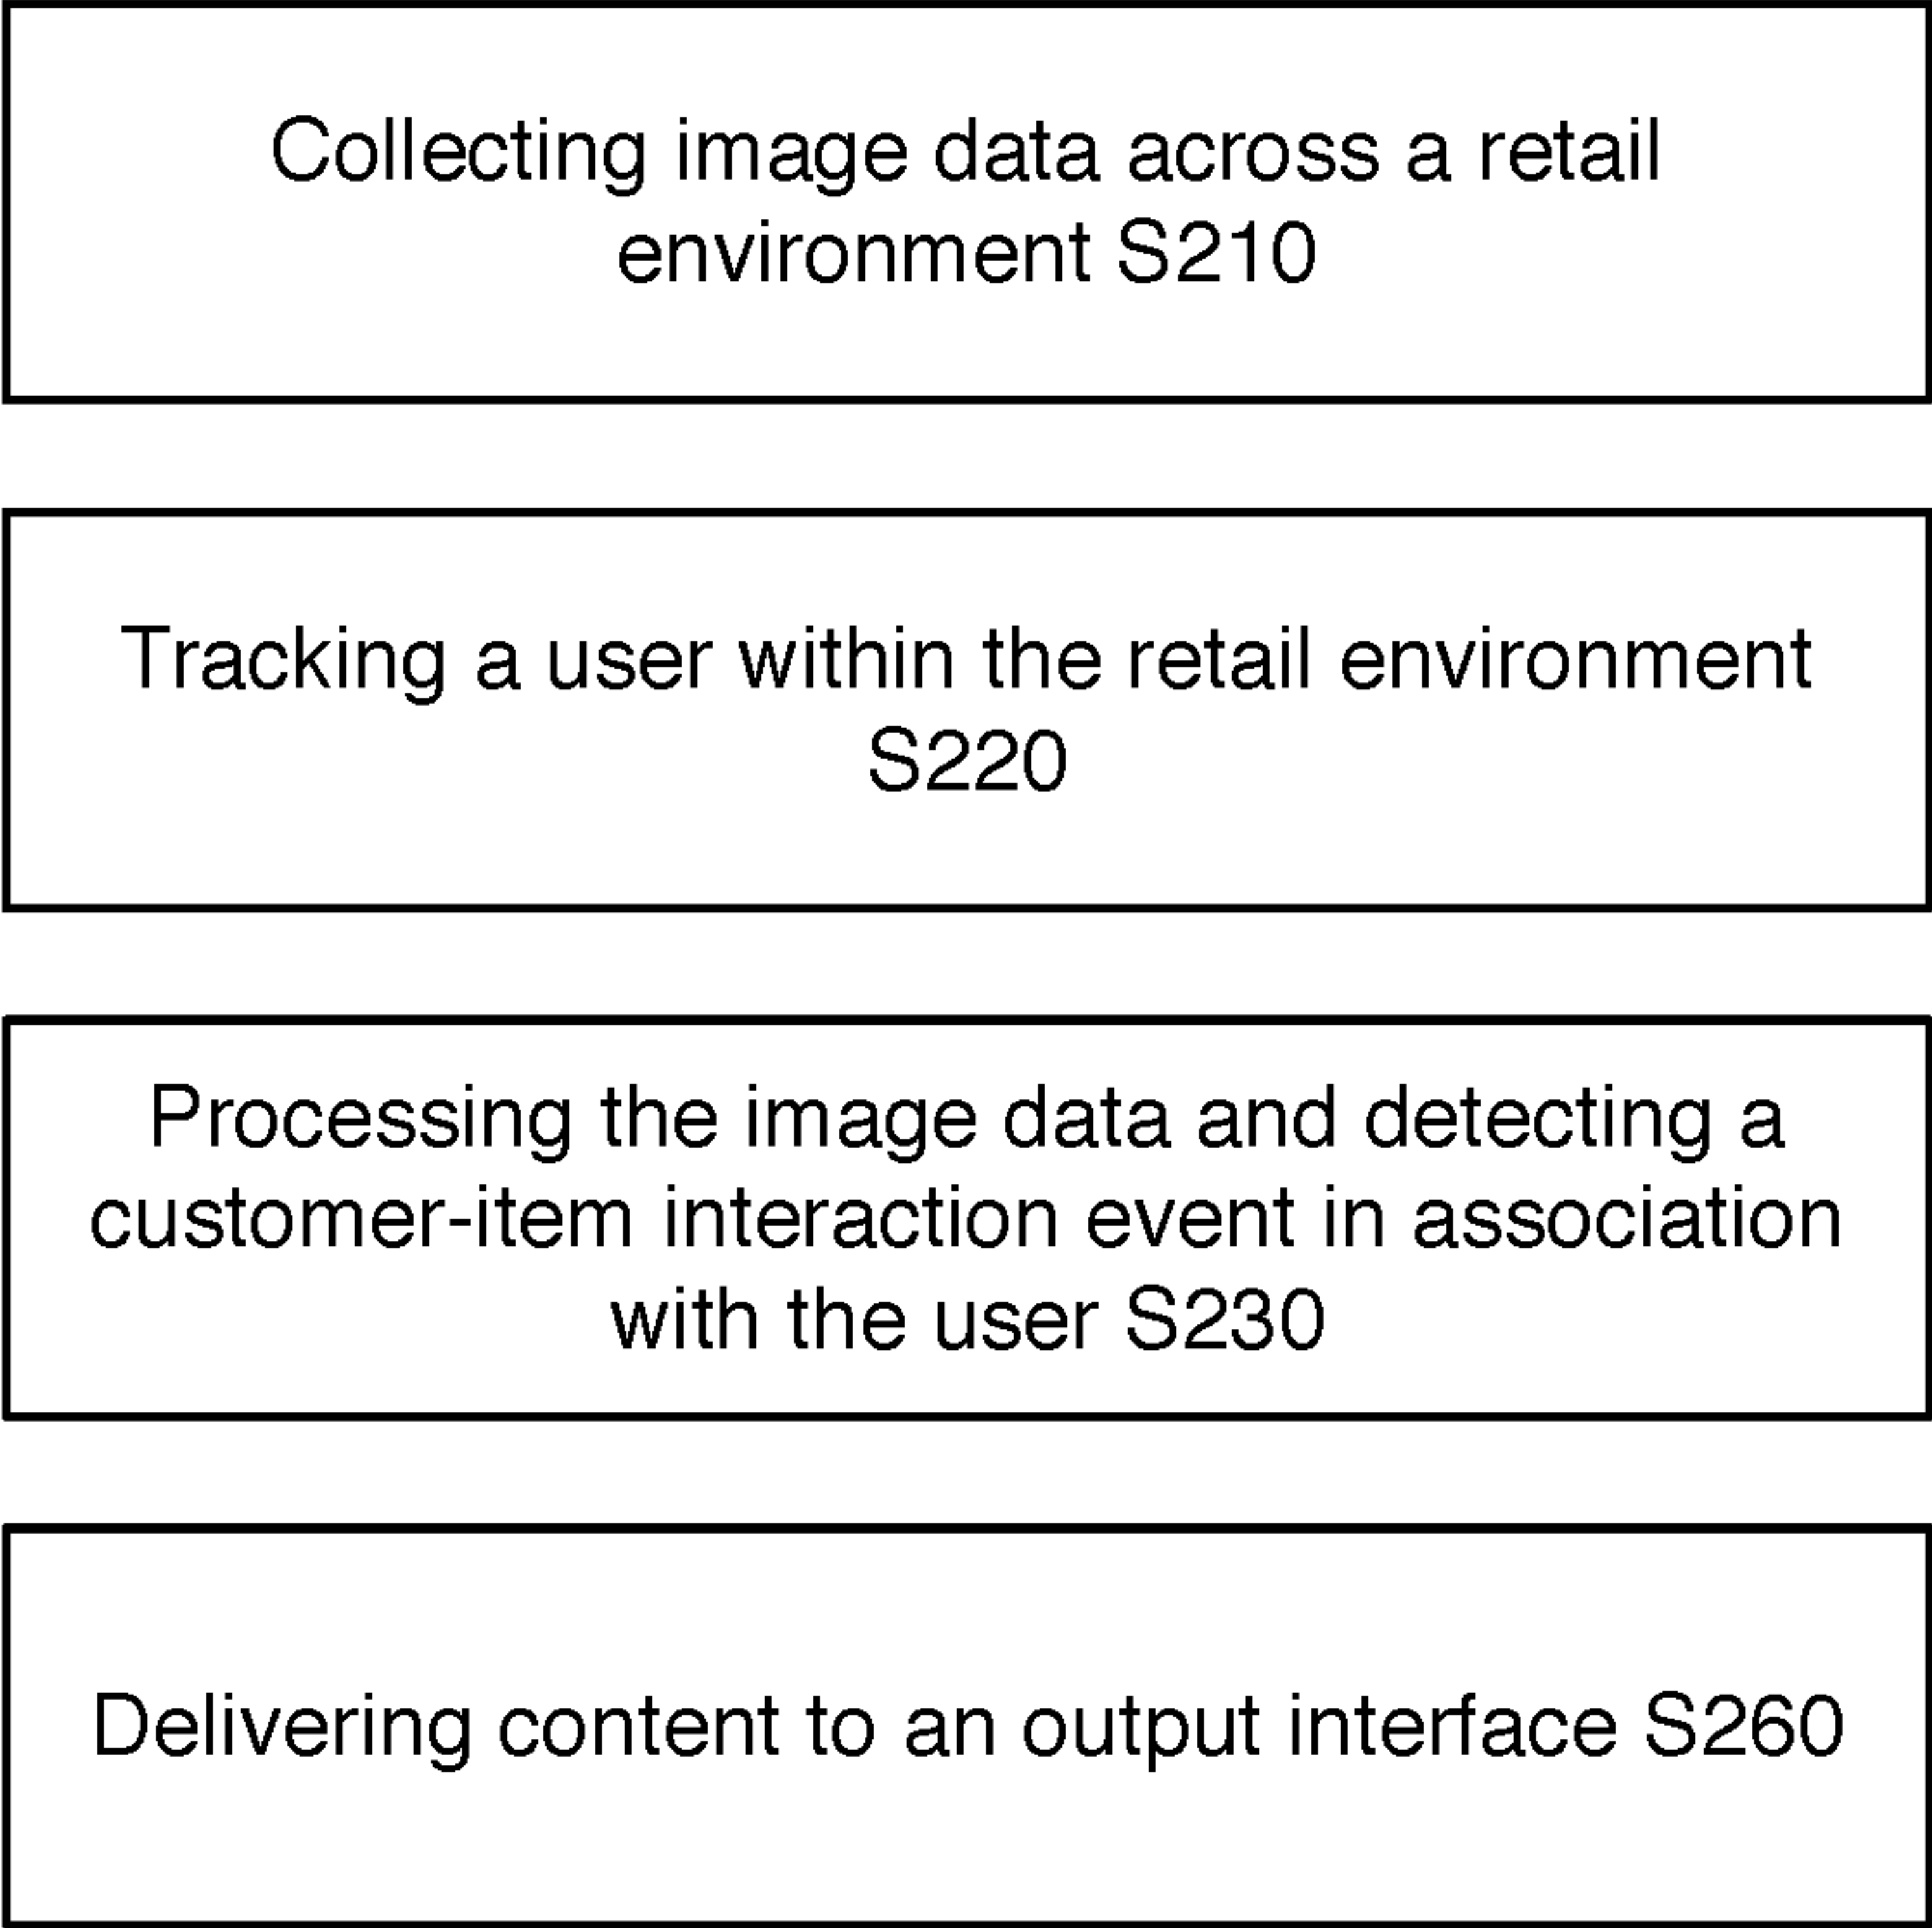 Collecting image data across a retail
environment S210
Tracking a user within the retail environment
S220
Processing the image data and detecting a
customer-item interaction event in association
with the user S230
Delivering content to an output interface S260